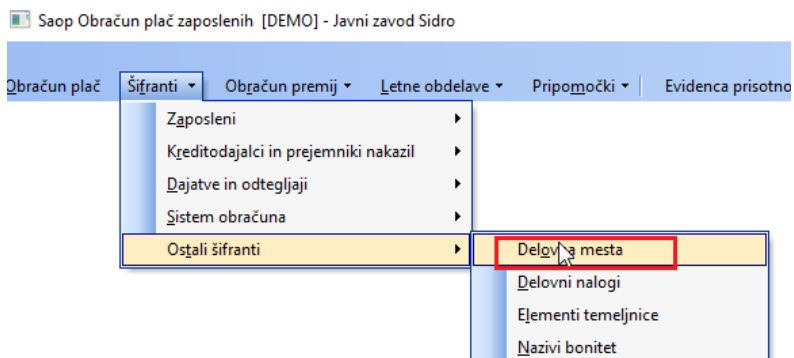 Saop Obračun plač zaposlenih [DEMO] - Javni zavod Sidro
Obračun plač Šifranti Obračun premij Letne obdelave Pripomočki Evidenca prisotno
Zaposleni
Kreditodajalci in prejemniki nakazil
Dajatve in odtegljaji
Sistem obračuna
Ostali šifranti
Delovna mesta
Delovni nalogi
Elementi temeljnice
Nazivi bonitet